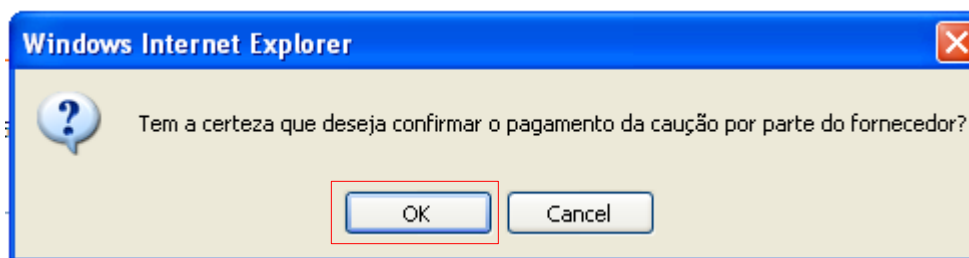 Windows Internet Explorer
Tem a certeza que deseja confirmar o pagamento da caução por parte do fornecedor?
OK
Cancel